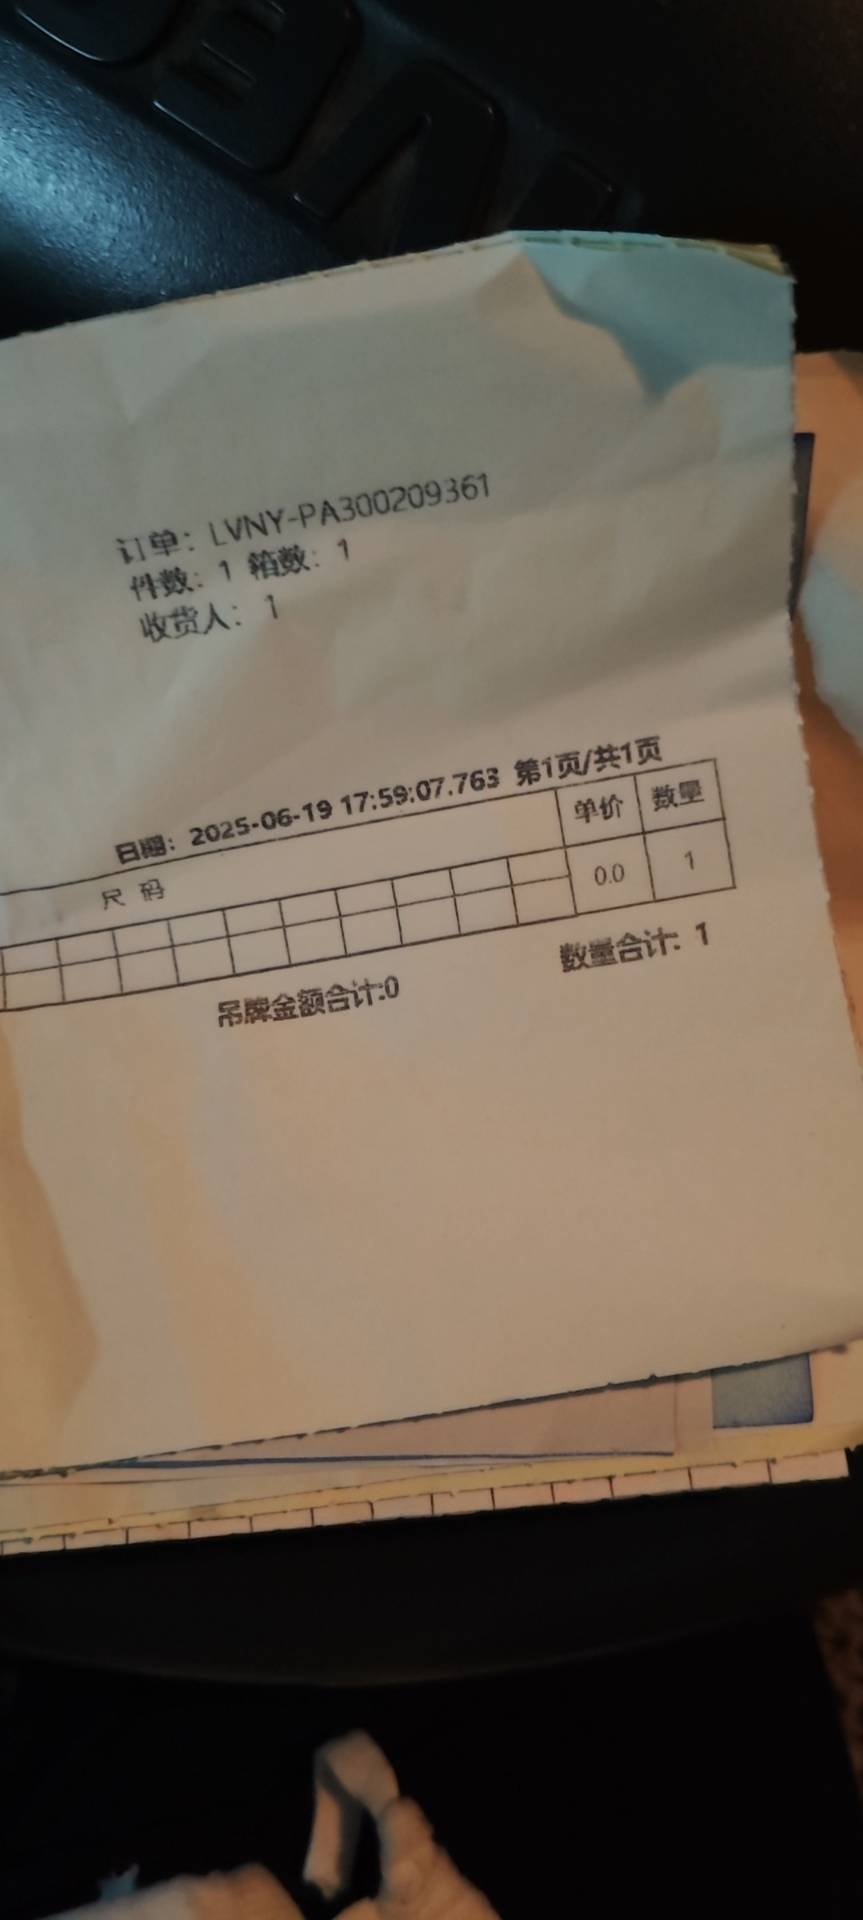 订单：LVNY-PA300209361
件数：1 箱数：1
收货人：1
日期：2025-06-19 17:59:07.763 第1页/共1页
尺 码 单价 数量
0.0 1
吊牌金额合计:0 数量合计: 1